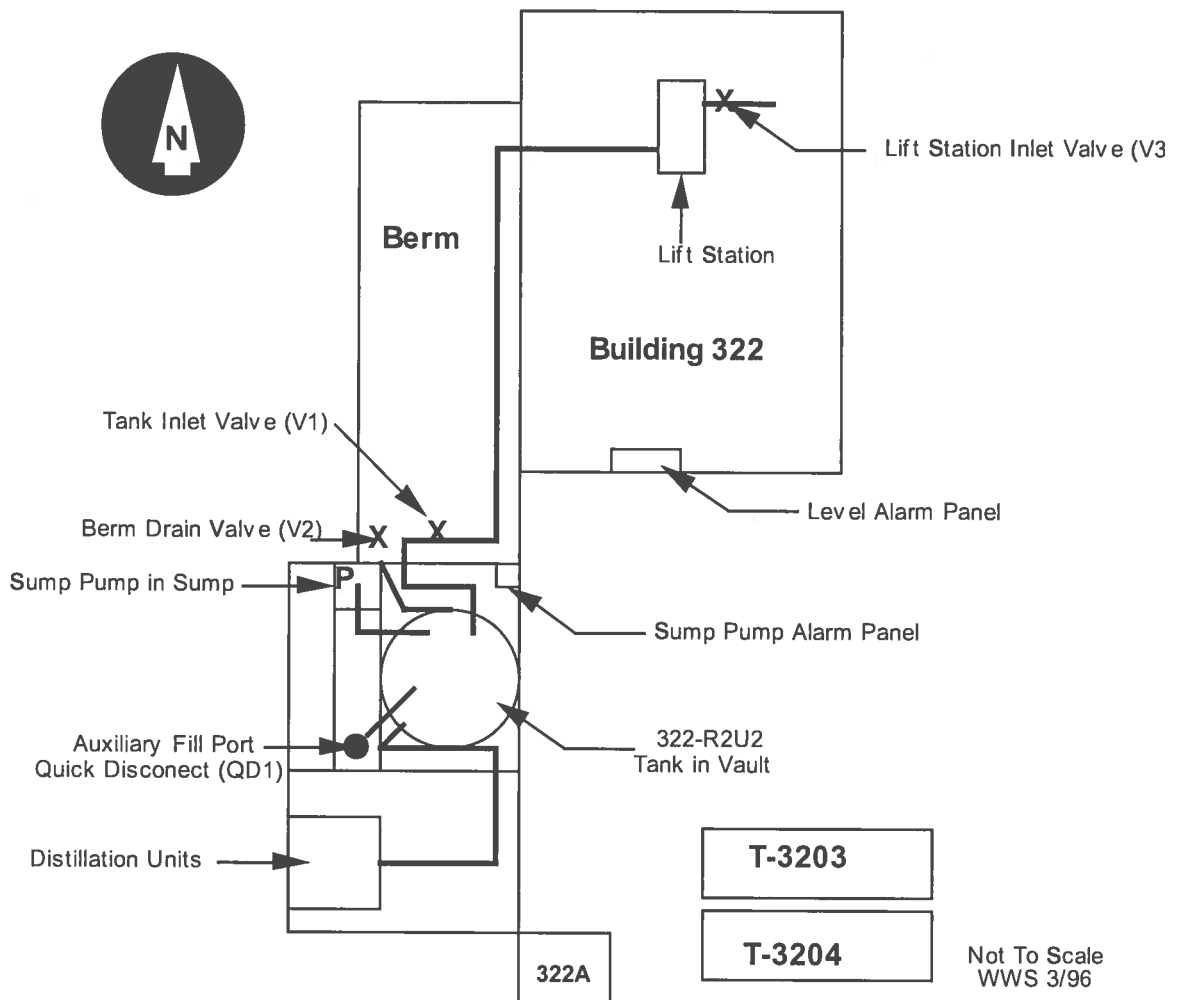 N
Lift Station Inlet Valve (V3
X
Berm
Lift Station
Building 322
Tank Inlet Valve (V1)
Level Alarm Panel
Berm Drain Valve (V2)
X
X
Sump Pump in Sump
P
Sump Pump Alarm Panel
Auxiliary Fill Port
Quick Disconect (QD1)
322-R2U2
Tank in Vault
Distillation Units
T-3203
T-3204
322A
Not To Scale
WWS 3/96